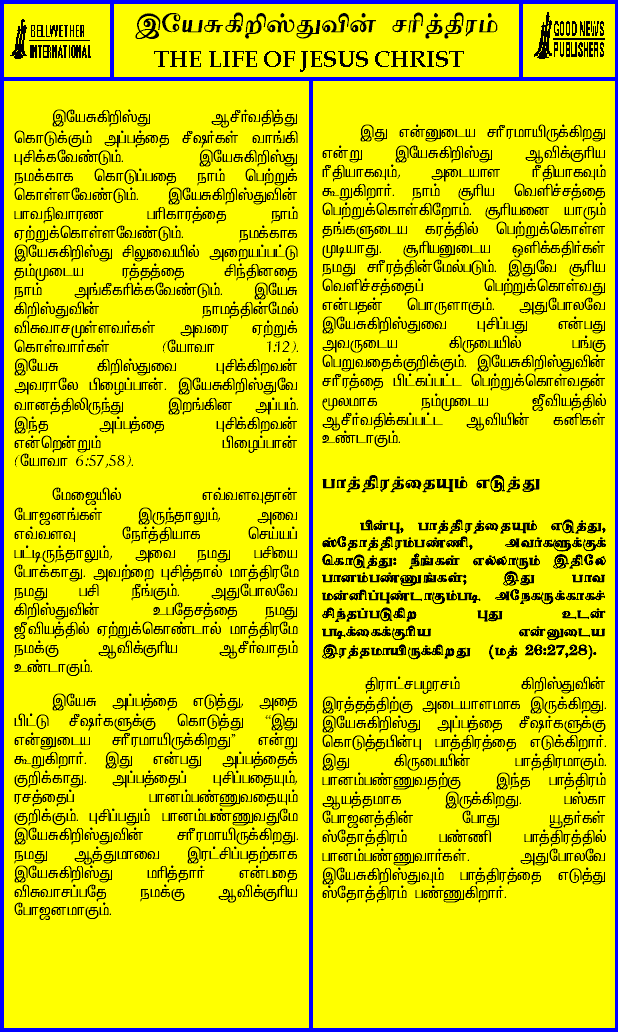 BELLWETHER
INTERNATIONAL
இயேசுகிறிஸ்துவின் சரித்திரம்
THE LIFE OF JESUS CHRIST
GOOD NEWS
PUBLISHERS
இயேசுகிறிஸ்து ஆசீர்வதித்து
கொடுக்கும் அப்பத்தை சீஷர்கள் வாங்கி
புசிக்கவேண்டும். இயேசுகிறிஸ்து
நமக்காக கொடுப்பதை நாம் பெற்றுக்
கொள்ளவேண்டும். இயேசுகிறிஸ்துவின்
பாவநிவாரண பரிகாரத்தை நாம்
ஏற்றுக்கொள்ளவேண்டும். நமக்காக
இயேசுகிறிஸ்து சிலுவையில் அறையப்பட்டு
தம்முடைய ரத்தத்தை சிந்தினதை
நாம் அங்கீகரிக்கவேண்டும். இயேசு
கிறிஸ்துவின் நாமத்தின்மேல்
விசுவாசமுள்ளவர்கள் அவரை ஏற்றுக்
கொள்வார்கள் (யோவா 1:12).
இயேசு கிறிஸ்துவை புசிக்கிறவன்
அவராலே பிழைப்பான். இயேசுகிறிஸ்துவே
வானத்திலிருந்து இறங்கின அப்பம்.
இந்த அப்பத்தை புசிக்கிறவன்
என்றென்றும் பிழைப்பான்
(யோவா 6:57,58).
மேஜையில் எவ்வளவுதான்
போஜனங்கள் இருந்தாலும், அவை
எவ்வளவு நேர்த்தியாக செய்யப்
பட்டிருந்தாலும், அவை நமது பசியை
போக்காது. அவற்றை புசித்தால் மாத்திரமே
நமது பசி நீங்கும். அதுபோலவே
கிறிஸ்துவின் உபதேசத்தை நமது
ஜீவியத்தில் ஏற்றுக்கொண்டால் மாத்திரமே
நமக்கு ஆவிக்குரிய ஆசீர்வாதம்
உண்டாகும்.
இயேசு அப்பத்தை எடுத்து, அதை
பிட்டு சீஷர்களுக்கு கொடுத்து “இது
என்னுடைய சரீரமாயிருக்கிறது” என்று
கூறுகிறார். இது என்பது அப்பத்தைக்
குறிக்காது. அப்பத்தைப் புசிப்பதையும்,
ரசத்தைப் பானம்பண்ணுவதையும்
குறிக்கும். புசிப்பதும் பானம்பண்ணுவதுமே
இயேசுகிறிஸ்துவின் சரீரமாயிருக்கிறது.
நமது ஆத்துமாவை இரட்சிப்பதற்காக
இயேசுகிறிஸ்து மரித்தார் என்பதை
விசுவாசப்பதே நமக்கு ஆவிக்குரிய
போஜனமாகும்.
இது என்னுடைய சரீரமாயிருக்கிறது
என்று இயேசுகிறிஸ்து ஆவிக்குரிய
ரீதியாகவும், அடையாள ரீதியாகவும்
கூறுகிறார். நாம் சூரிய வெளிச்சத்தை
பெற்றுக்கொள்கிறோம். சூரியனை யாரும்
தங்களுடைய கரத்தில் பெற்றுக்கொள்ள
முடியாது. சூரியனுடைய ஒளிக்கதிர்கள்
நமது சரீரத்தின்மேல்படும். இதுவே சூரிய
வெளிச்சத்தைப் பெற்றுக்கொள்வது
என்பதன் பொருளாகும். அதுபோலவே
இயேசுகிறிஸ்துவை புசிப்பது என்பது
அவருடைய கிருபையில் பங்கு
பெறுவதைக்குறிக்கும். இயேசுகிறிஸ்துவின்
சரீரத்தை பிட்கப்பட்ட பெற்றுக்கொள்வதன்
மூலமாக நம்முடைய ஜீவியத்தில்
ஆசீர்வதிக்கப்பட்ட ஆவியின் கனிகள்
உண்டாகும்.
பாத்திரத்தையும் எடுத்து
பின்பு, பாத்திரத்தையும் எடுத்து,
ஸ்தோத்திரம்பண்ணி, அவர்களுக்குக்
கொடுத்து: நீங்கள் எல்லாரும் இதிலே
பானம்பண்ணுங்கள்; இது பாவ
மன்னிப்புண்டாகும்படி அநேகருக்காகச்
சிந்தப்படுகிற புது உடன்
படிக்கைக்குரிய என்னுடைய
இரத்தமாயிருக்கிறது (மத் 26:27,28).
திராட்சபழரசம் கிறிஸ்துவின்
இரத்தத்திற்கு அடையாளமாக இருக்கிறது.
இயேசுகிறிஸ்து அப்பத்தை சீஷர்களுக்கு
கொடுத்தபின்பு பாத்திரத்தை எடுக்கிறார்.
இது கிருபையின் பாத்திரமாகும்.
பானம்பண்ணுவதற்கு இந்த பாத்திரம்
ஆயத்தமாக இருக்கிறது. பஸ்கா
போஜனத்தின் போது யூதர்கள்
ஸ்தோத்திரம் பண்ணி பாத்திரத்தில்
பானம்பண்ணுவார்கள். அதுபோலவே
இயேசுகிறிஸ்துவும் பாத்திரத்தை எடுத்து
ஸ்தோத்திரம் பண்ணுகிறார்.